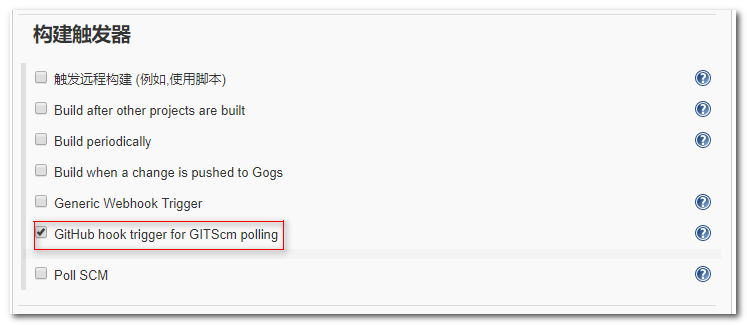 构建触发器
触发远程构建 (例如,使用脚本)
Build after other projects are built
Build periodically
Build when a change is pushed to Gogs
Generic Webhook Trigger
GitHub hook trigger for GITScm polling
Poll SCM